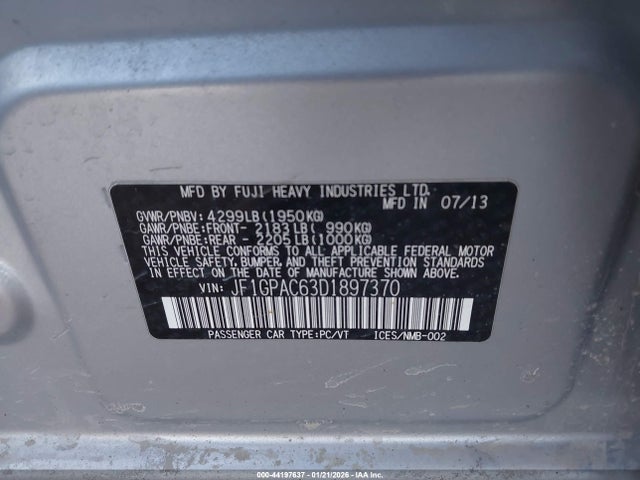 MFD BY FUJI HEAVY INDUSTRIES LTD.
MFD IN 07/13
GVWR/PNBV: 4299LB(1950KG)
GAWR/PNBE:FRONT- 2183LB( 990KG)
GAWR/PNBE:REAR - 2205LB(1000KG)
THIS VEHICLE CONFORMS TO ALL APPLICABLE FEDERAL MOTOR
VEHICLE SAFETY, BUMPER, AND THEFT PREVENTION
STANDARDS IN EFFECT ON THE DATE OF MANUFACTURE SHOWN ABOVE.
VIN: JF1GPAC63D1897370
PASSENGER CAR TYPE:PC/VT ICES/NMB-002
000-44197637 - 01/21/2026 - IAA Inc.